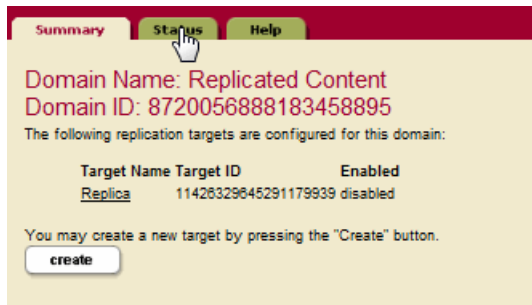 Summary Status Help
Domain Name: Replicated Content
Domain ID: 8720056888183458895
The following replication targets are configured for this domain:
Target Name Target ID Enabled
Replica 11426329645291179939 disabled
You may create a new target by pressing the "Create" button.
create